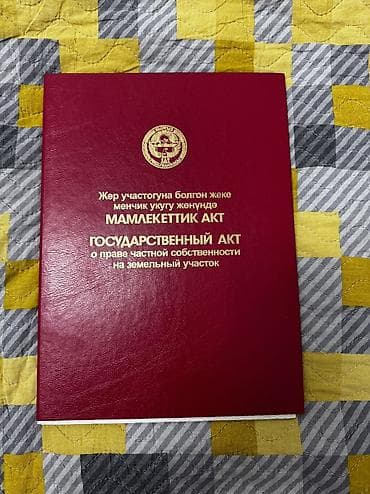 Жер участогуна болгон жеке
менчик укугу жөнүндө
МАМЛЕКЕТТИК АКТ
ГОСУДАРСТВЕННЫЙ АКТ
о праве частной собственности
на земельный участок